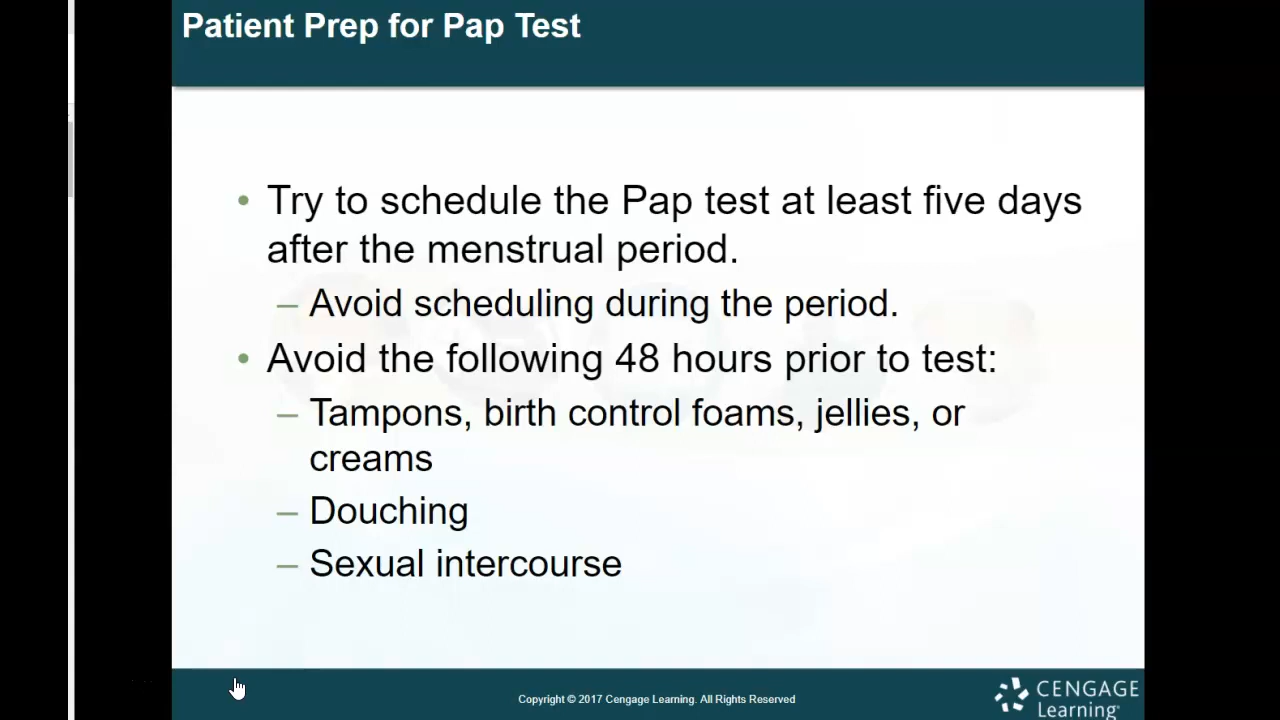 Patient Prep for Pap Test
• Try to schedule the Pap test at least five days
after the menstrual period.
– Avoid scheduling during the period.
• Avoid the following 48 hours prior to test:
– Tampons, birth control foams, jellies, or
creams
– Douching
– Sexual intercourse
Copyright © 2017 Cengage Learning. All Rights Reserved
CENGAGE
Learning™